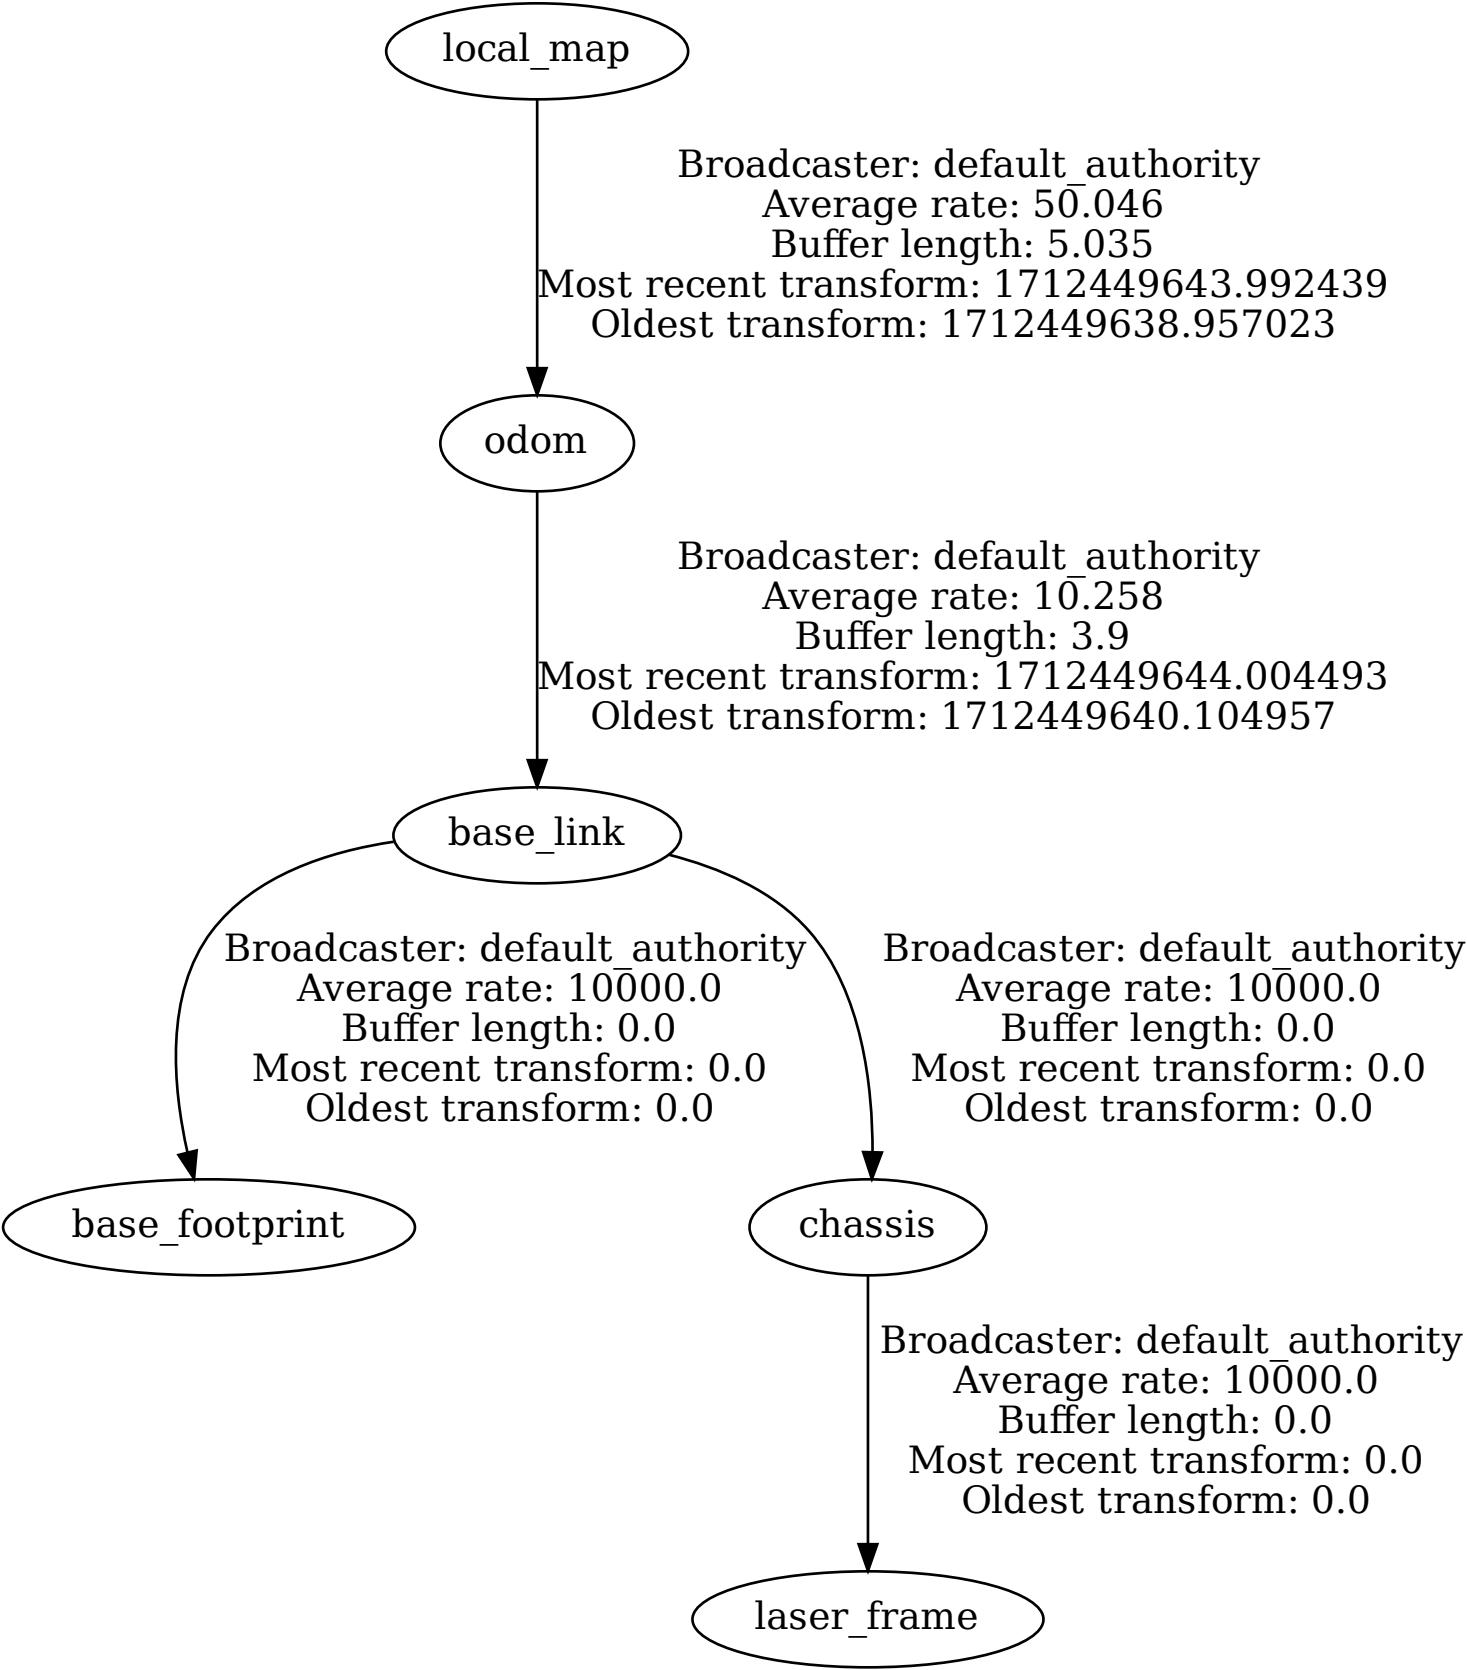 local_map
Broadcaster: default_authority
Average rate: 50.046
Buffer length: 5.035
Most recent transform: 1712449643.992439
Oldest transform: 1712449638.957023
odom
Broadcaster: default_authority
Average rate: 10.258
Buffer length: 3.9
Most recent transform: 1712449644.004493
Oldest transform: 1712449640.104957
base_link
Broadcaster: default_authority
Average rate: 10000.0
Buffer length: 0.0
Most recent transform: 0.0
Oldest transform: 0.0
Broadcaster: default_authority
Average rate: 10000.0
Buffer length: 0.0
Most recent transform: 0.0
Oldest transform: 0.0
base_footprint
chassis
Broadcaster: default_authority
Average rate: 10000.0
Buffer length: 0.0
Most recent transform: 0.0
Oldest transform: 0.0
laser_frame